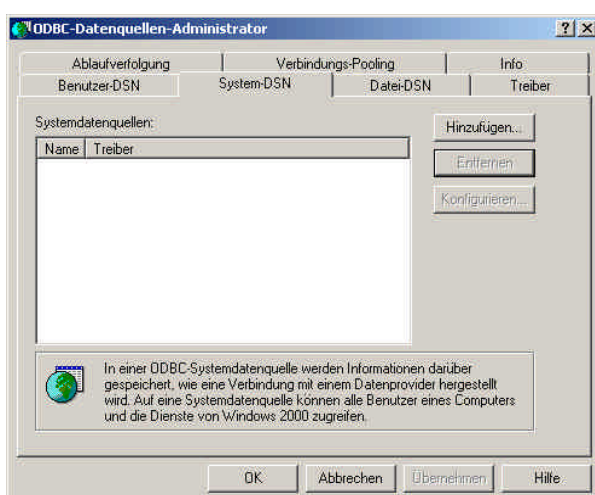 ODBC-Datenquellen-Administrator
Ablaufverfolgung Verbindungs-Pooling Info
Benutzer-DSN System-DSN Datei-DSN Treiber
Systemdatenquellen:
Name Treiber
Hinzufügen...
Entfernen
Konfigurieren...
In einer ODBC-Systemdatenquelle werden Informationen darüber
gespeichert, wie eine Verbindung mit einem Datenprovider hergestellt
wird. Auf eine Systemdatenquelle können alle Benutzer eines Computers
und die Dienste von Windows 2000 zugreifen.
OK Abbrechen Übernehmen Hilfe